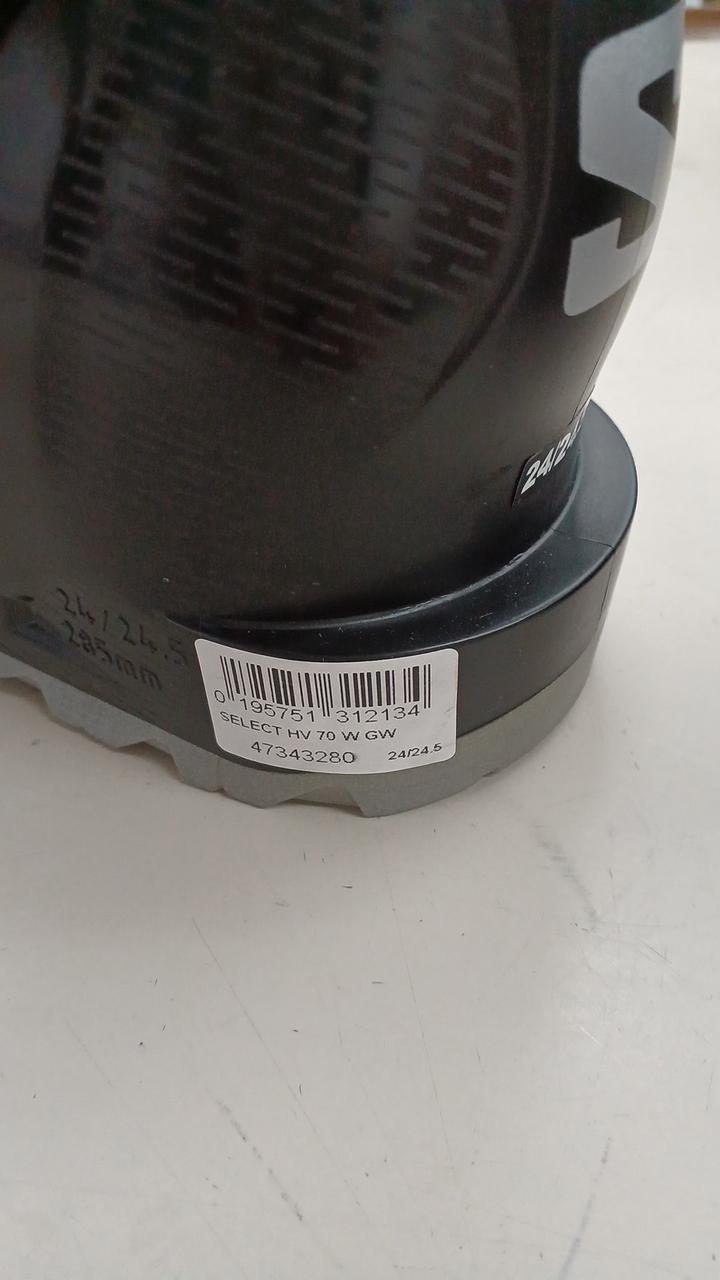 S
24/24.5
285mm
0 195751 312134
SELECT HV 70 W GW
47343280 24/24.5